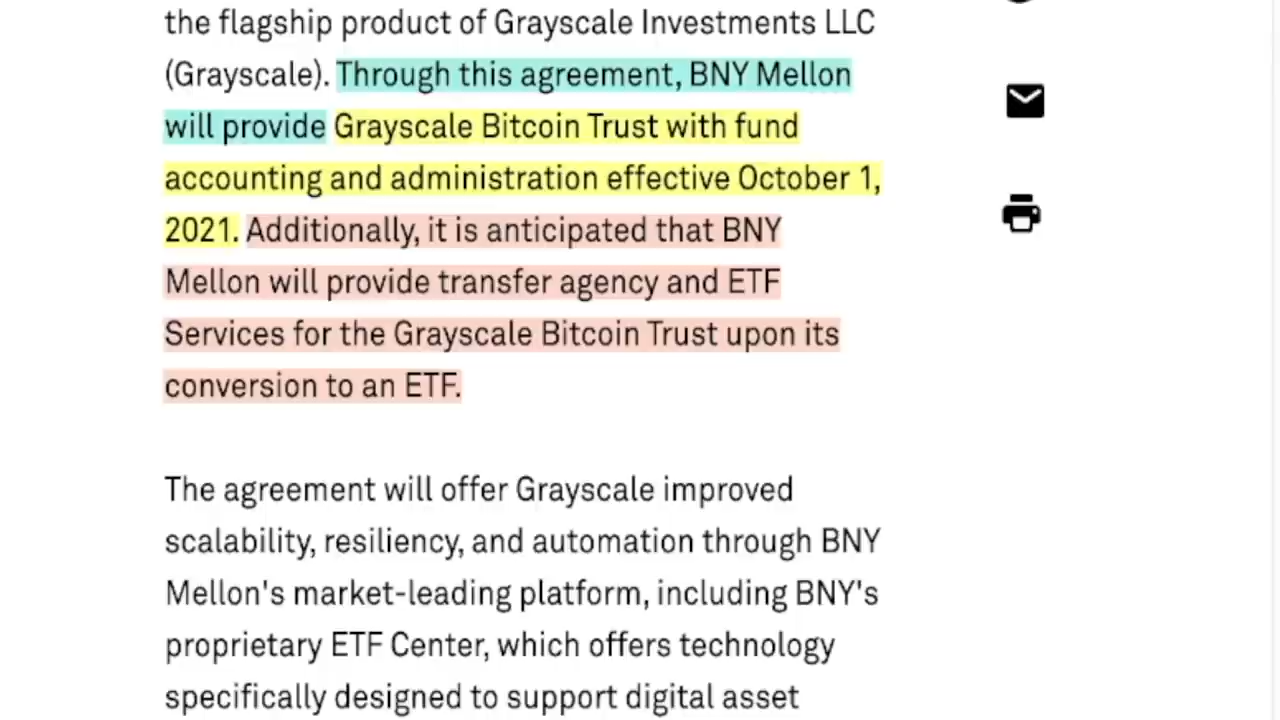 the flagship product of Grayscale Investments LLC
(Grayscale). Through this agreement, BNY Mellon
will provide Grayscale Bitcoin Trust with fund
accounting and administration effective October 1,
2021. Additionally, it is anticipated that BNY
Mellon will provide transfer agency and ETF
Services for the Grayscale Bitcoin Trust upon its
conversion to an ETF.
The agreement will offer Grayscale improved
scalability, resiliency, and automation through BNY
Mellon's market-leading platform, including BNY's
proprietary ETF Center, which offers technology
specifically designed to support digital asset